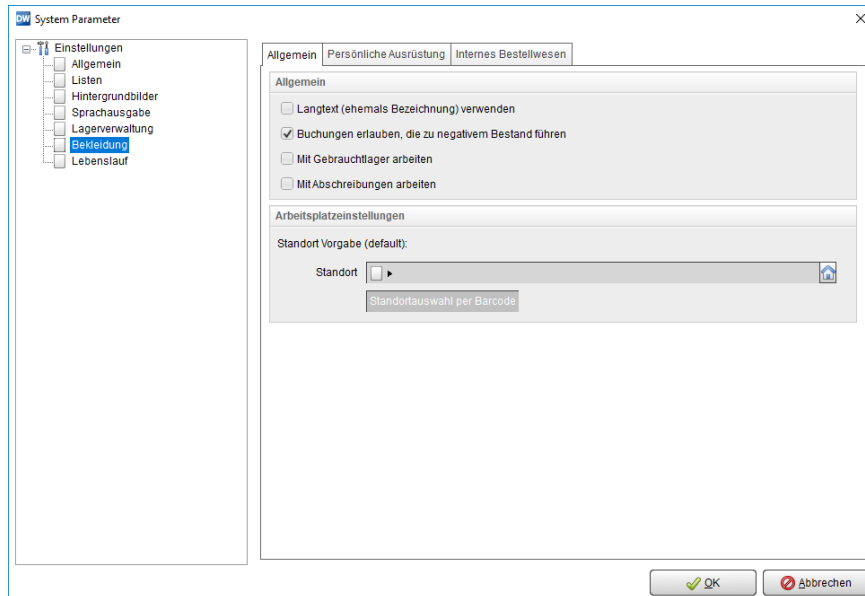 DW System Parameter
Einstellungen
Allgemein
Listen
Hintergrundbilder
Sprachausgabe
Lagerverwaltung
Bekleidung
Lebenslauf
Allgemein Persönliche Ausrüstung Internes Bestellwesen
Allgemein
Langtext (ehemals Bezeichnung) verwenden
Buchungen erlauben, die zu negativem Bestand führen
Mit Gebrauchtlager arbeiten
Mit Abschreibungen arbeiten
Arbeitsplatzeinstellungen
Standort Vorgabe (default):
Standort
Standortauswahl per Barcode
OK Abbrechen